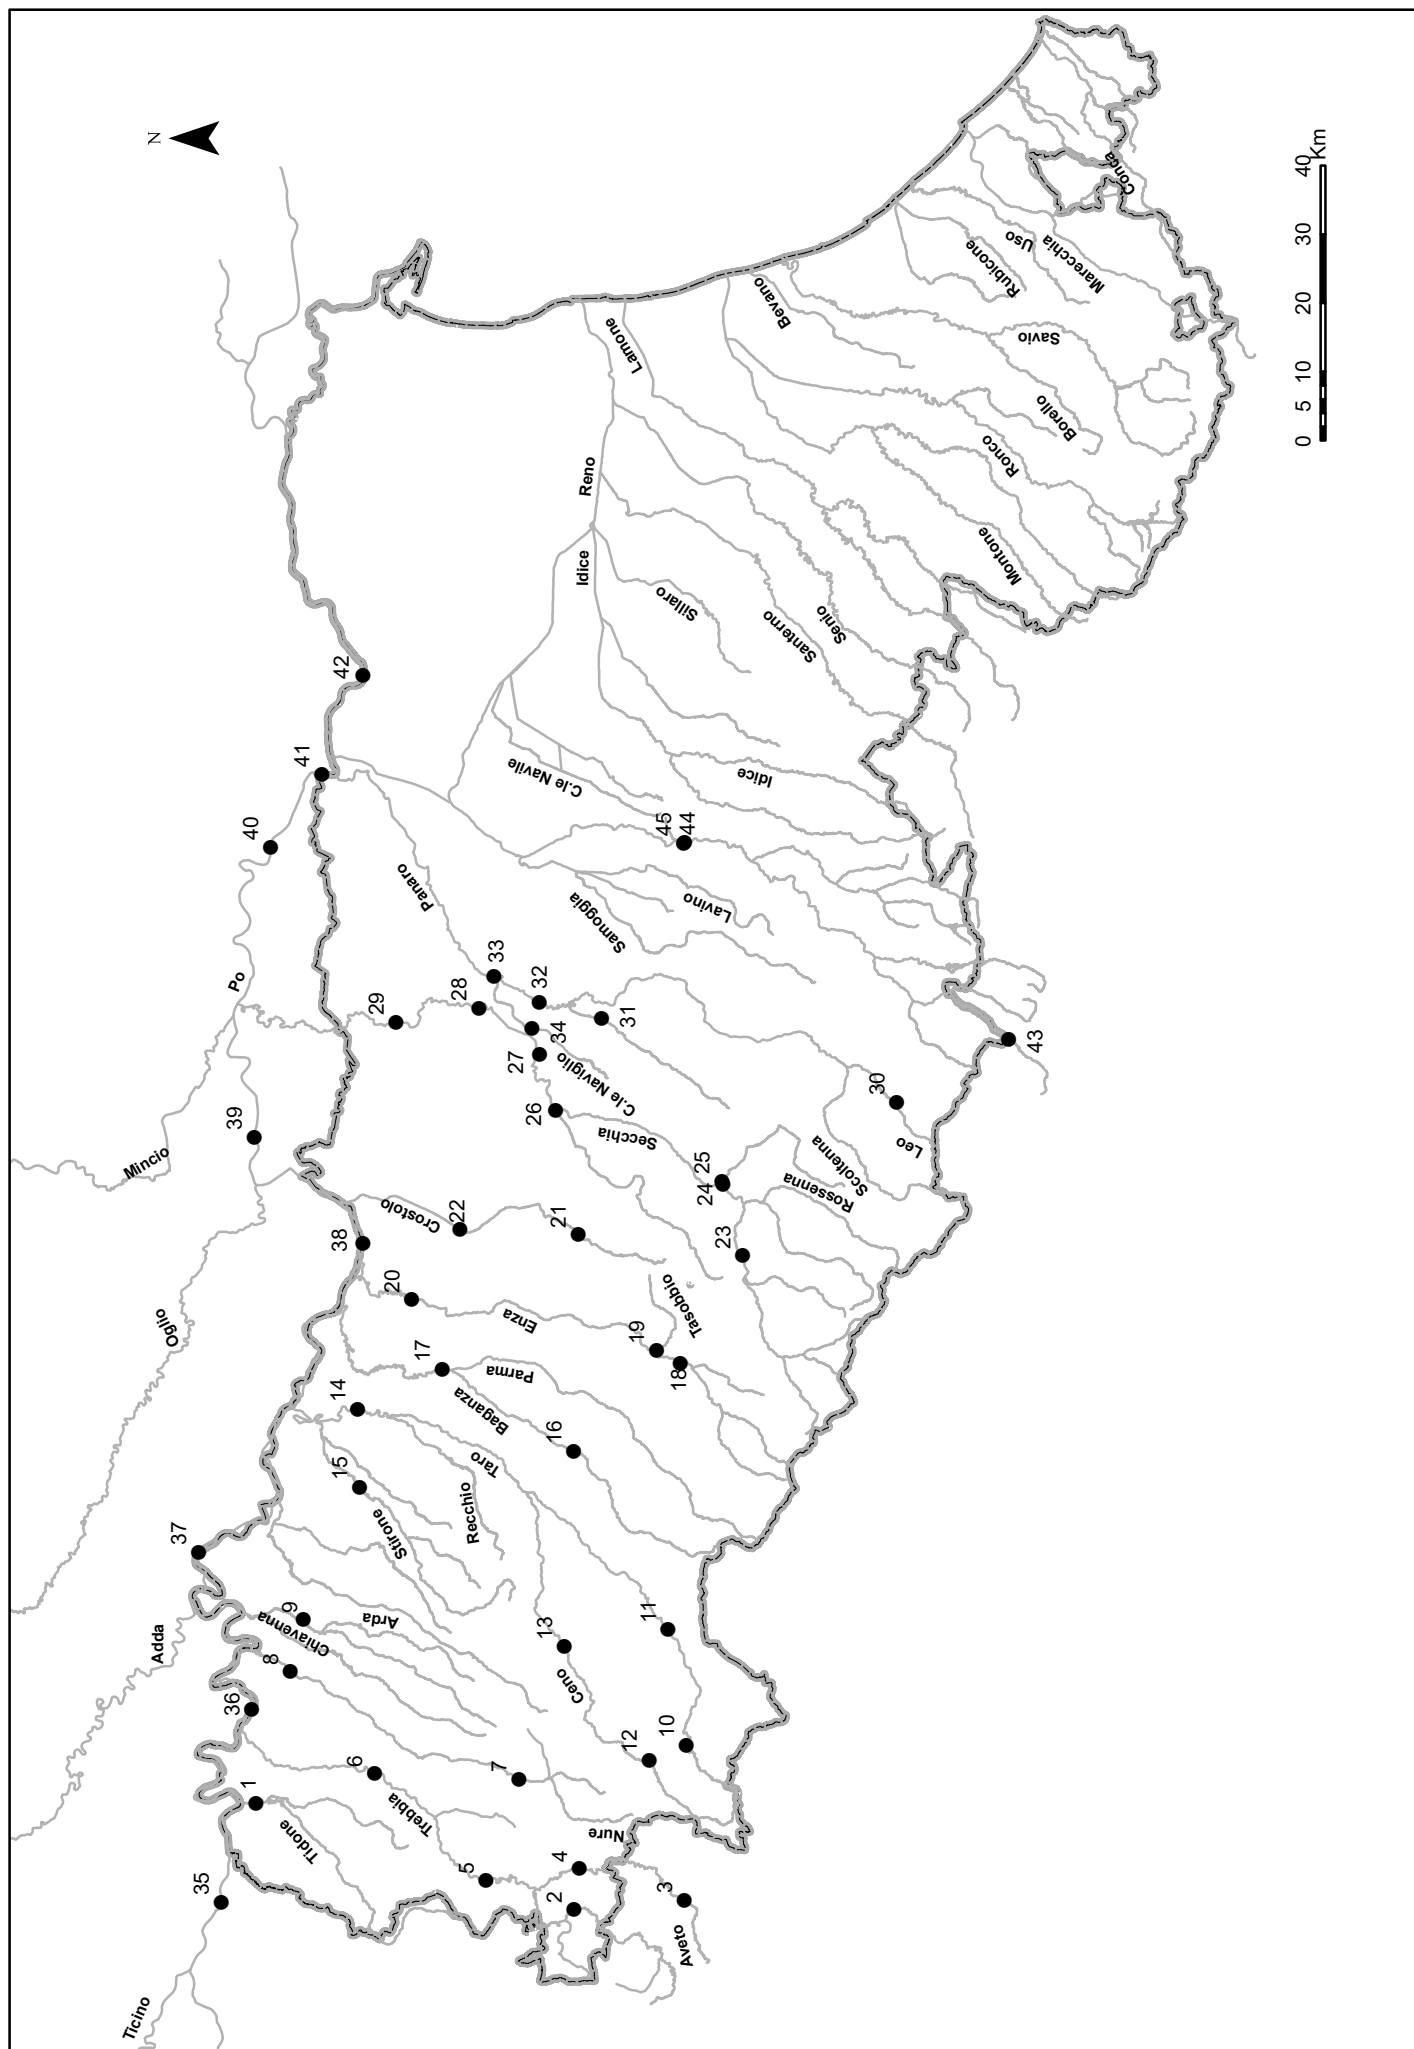 N
Ticino
35
Tidone
1
Trebbia
6
5
2
4
3
Aveto
Nure
7
36
8
Chiavenna
9
Arda
Adda
37
Ceno
13
12
10
11
Stirone
15
Recchio
14
Taro
Baganza
16
17
Parma
Oglio
38
20
Enza
19
18
Tasobbio
Crostolo
22
21
23
24
25
Rossenna
Scoltenna
Leo
30
Secchia
26
27
C.le Naviglio
34
Mincio
39
Po
29
28
33
32
31
43
Panaro
40
41
42
Samoggia
Lavino
45
44
C.le Navile
Idice
Idice
Reno
Sillaro
Santerno
Senio
Lamone
Montone
Ronco
Bevano
Borello
Savio
Rubicone
Uso
Marecchia
Conca
0 5 10 20 30 40
Km